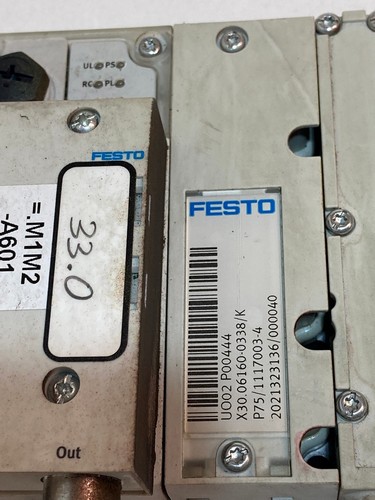 UL PS
RC PL
FESTO
=.M1M2
-A601
33.0
Out
FESTO
UO02 P00444
X30.06160-0338/K
P75/1117003-4
2021323136/000040